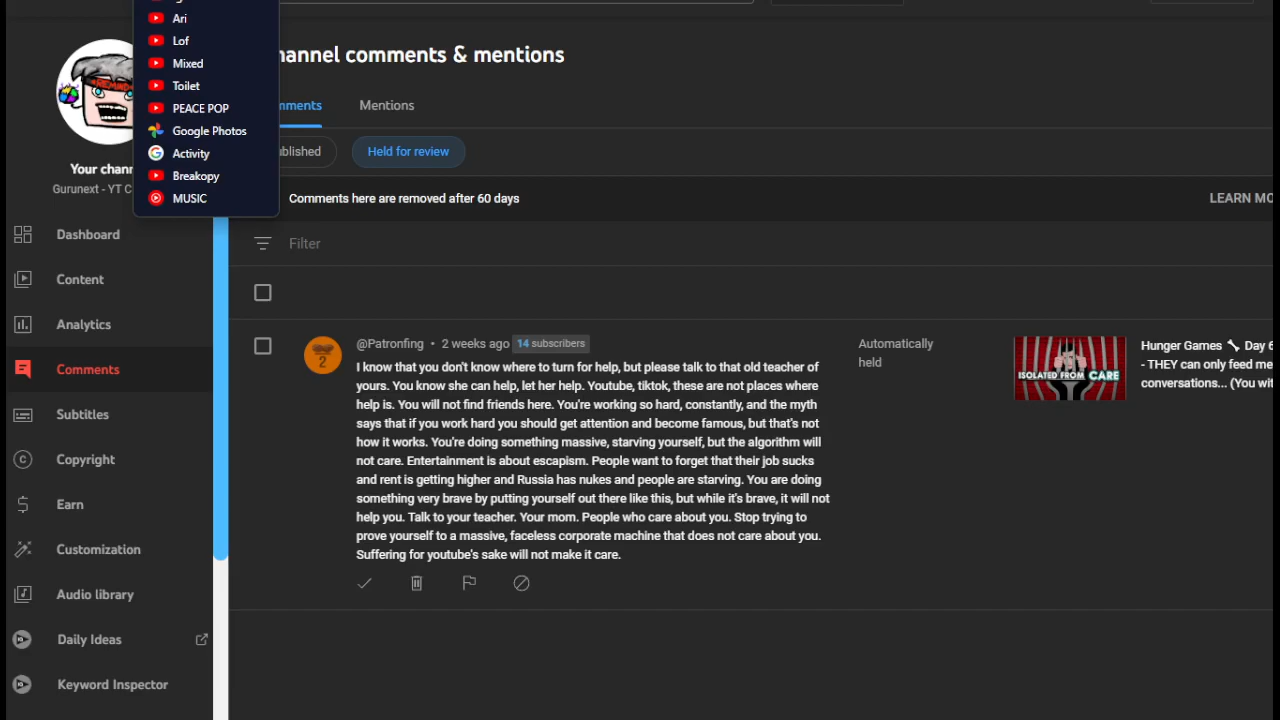 Ari
Lof
Mixed
Toilet
PEACE POP
Google Photos
Activity
Breakopy
MUSIC
hannel comments & mentions
mments
Mentions
ublished
Held for review
Comments here are removed after 60 days
LEARN MO
Filter
REMIND
Your chann
Gurunext - YT C
Dashboard
Content
Analytics
Comments
Subtitles
Copyright
Earn
Customization
Audio library
Daily Ideas
Keyword Inspector
2
@Patronfing • 2 weeks ago 14 subscribers
I know that you don't know where to turn for help, but please talk to that old teacher of
yours. You know she can help, let her help. Youtube, tiktok, these are not places where
help is. You will not find friends here. You're working so hard, constantly, and the myth
says that if you work hard you should get attention and become famous, but that's not
how it works. You're doing something massive, starving yourself, but the algorithm will
not care. Entertainment is about escapism. People want to forget that their job sucks
and rent is getting higher and Russia has nukes and people are starving. You are doing
something very brave by putting yourself out there like this, but while it's brave, it will not
help you. Talk to your teacher. Your mom. People who care about you. Stop trying to
prove yourself to a massive, faceless corporate machine that does not care about you.
Suffering for youtube's sake will not make it care.
Automatically
held
ISOLATED FROM CARE
Hunger Games 🔧 Day 6
- THEY can only feed me
conversations... (You wit